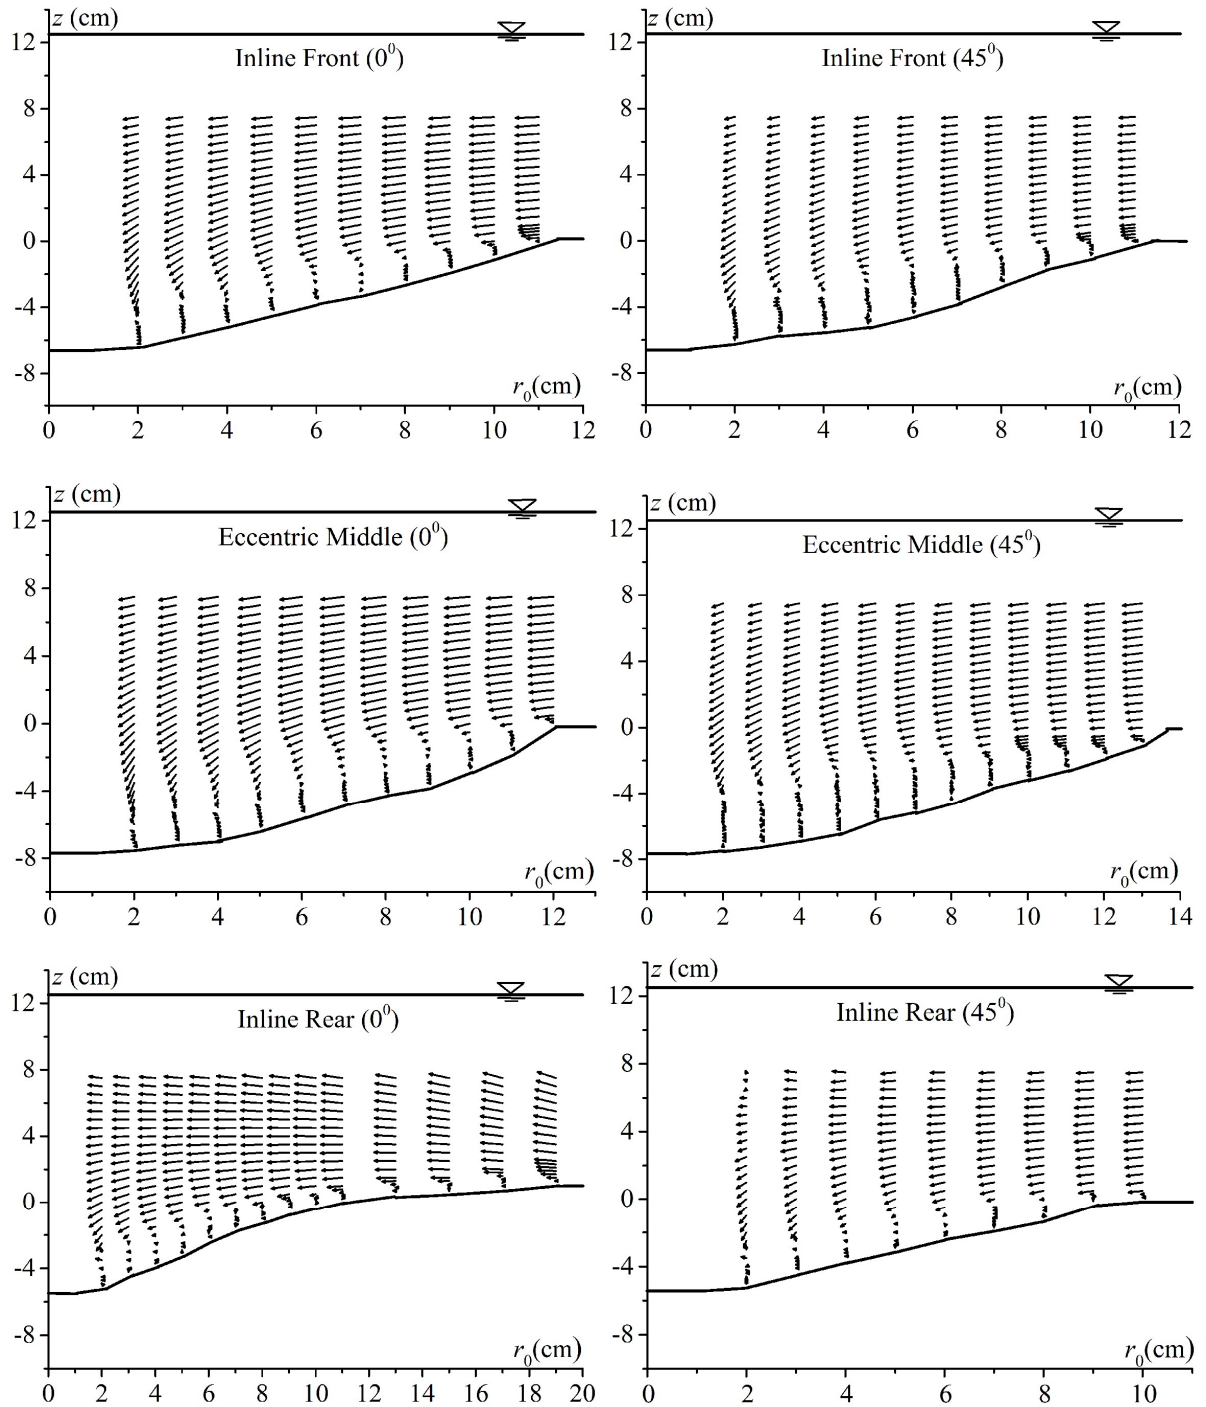 z (cm)
Inline Front (0⁰)
12
8
4
0
-4
-8
r₀(cm)
0 2 4 6 8 10 12
z (cm)
Inline Front (45⁰)
12
8
4
0
-4
-8
r₀(cm)
0 2 4 6 8 10 12
z (cm)
Eccentric Middle (0⁰)
12
8
4
0
-4
-8
r₀(cm)
0 2 4 6 8 10 12
z (cm)
Eccentric Middle (45⁰)
12
8
4
0
-4
-8
r₀(cm)
0 2 4 6 8 10 12 14
z (cm)
Inline Rear (0⁰)
12
8
4
0
-4
-8
r₀(cm)
0 2 4 6 8 10 12 14 16 18 20
z (cm)
Inline Rear (45⁰)
12
8
4
0
-4
-8
r₀(cm)
0 2 4 6 8 10